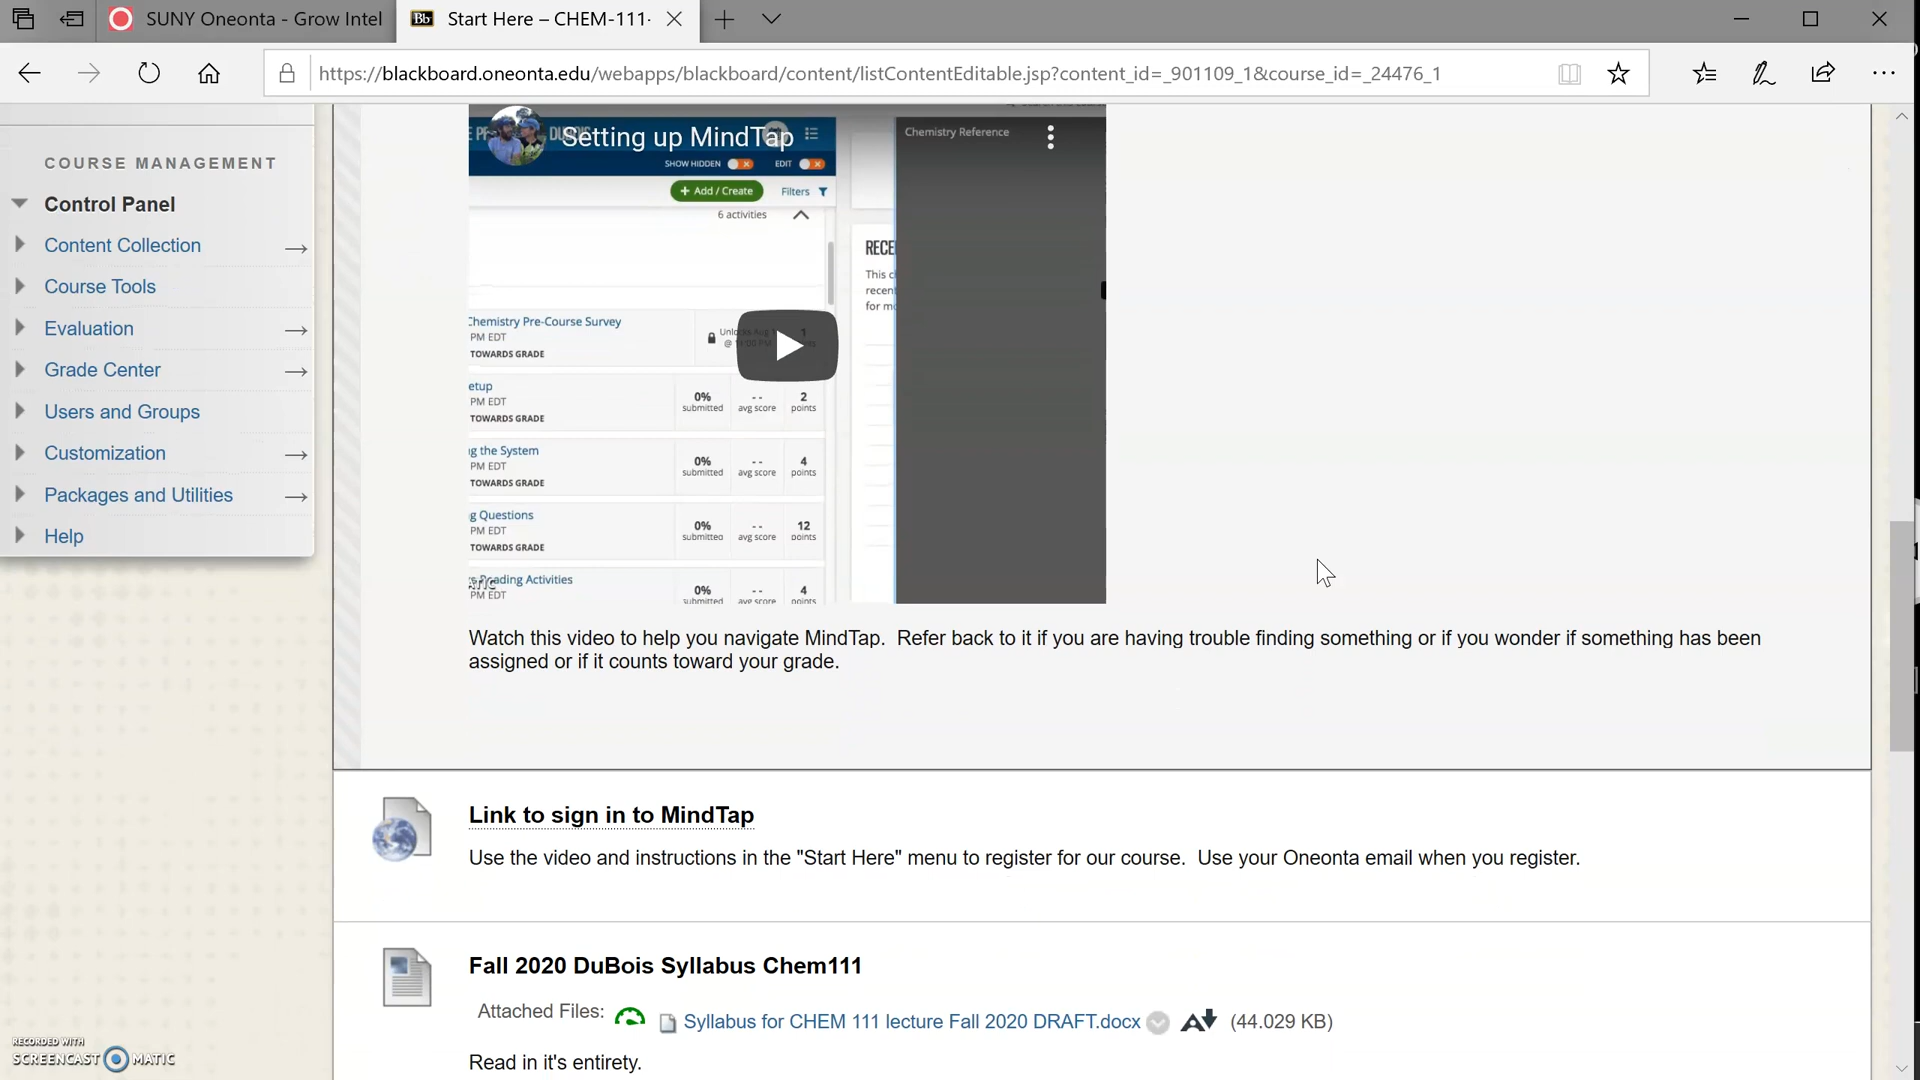 SUNY Oneonta - Grow Intel
Bb Start Here – CHEM-111-
https://blackboard.oneonta.edu/webapps/blackboard/content/listContentEditable.jsp?content_id=_901109_1&course_id=_24476_1
COURSE MANAGEMENT
Control Panel
Content Collection
Course Tools
Evaluation
Grade Center
Users and Groups
Customization
Packages and Utilities
Help
Setting up MindTap
SHOW HIDDEN
EDIT
+ Add / Create
Filters
6 activities
Chemistry Reference
Chemistry Pre-Course Survey
PM EDT
TOWARDS GRADE
1
etup
PM EDT
TOWARDS GRADE
0% submitted
-- avg score
2 points
g the System
PM EDT
TOWARDS GRADE
0% submitted
-- avg score
4 points
g Questions
PM EDT
TOWARDS GRADE
0% submitted
-- avg score
12 points
Reading Activities
PM EDT
0% submitted
-- avg score
4 points
RECE
This c
recen
for m
Watch this video to help you navigate MindTap. Refer back to it if you are having trouble finding something or if you wonder if something has been
assigned or if it counts toward your grade.
Link to sign in to MindTap
Use the video and instructions in the "Start Here" menu to register for our course. Use your Oneonta email when you register.
Fall 2020 DuBois Syllabus Chem111
Attached Files: Syllabus for CHEM 111 lecture Fall 2020 DRAFT.docx A (44.029 KB)
Read in it's entirety.
RECORDED WITH
SCREENCAST MATIC